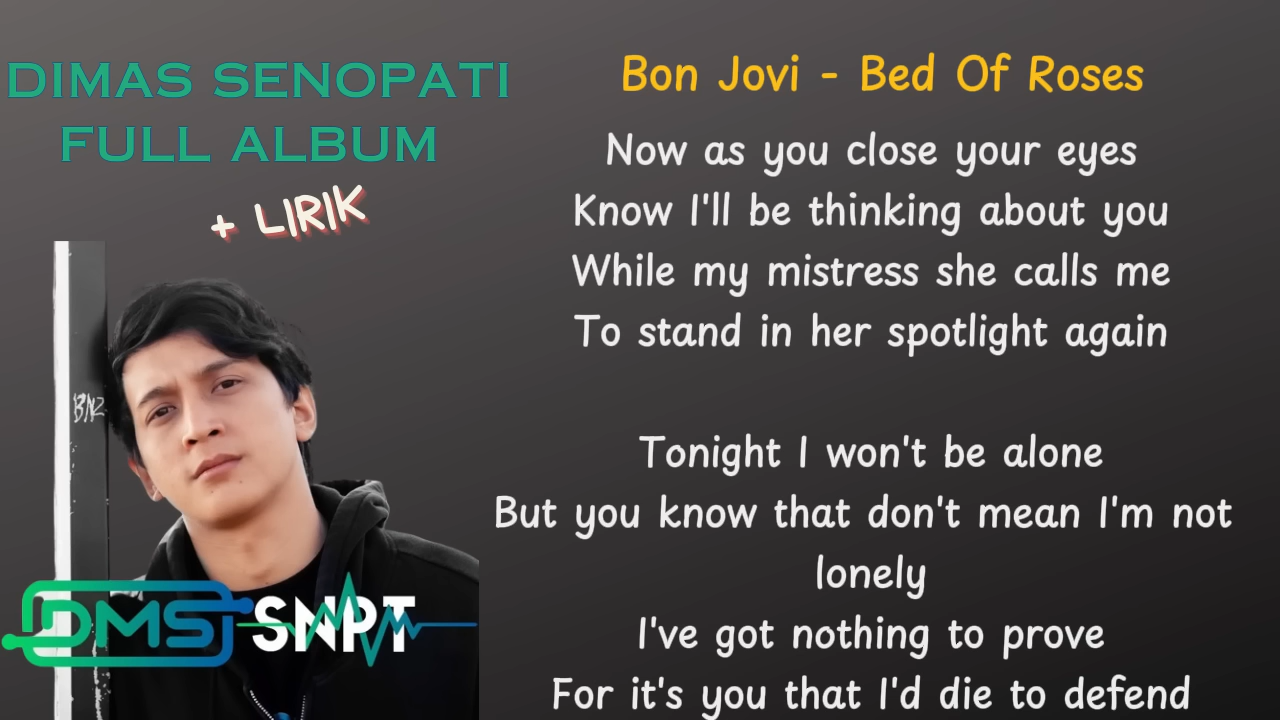 DIMAS SENOPATI
FULL ALBUM
+ LIRIK
BNZ
DMS SNPT
Bon Jovi - Bed Of Roses
Now as you close your eyes
Know I'll be thinking about you
While my mistress she calls me
To stand in her spotlight again
Tonight I won't be alone
But you know that don't mean I'm not
lonely
I've got nothing to prove
For it's you that I'd die to defend